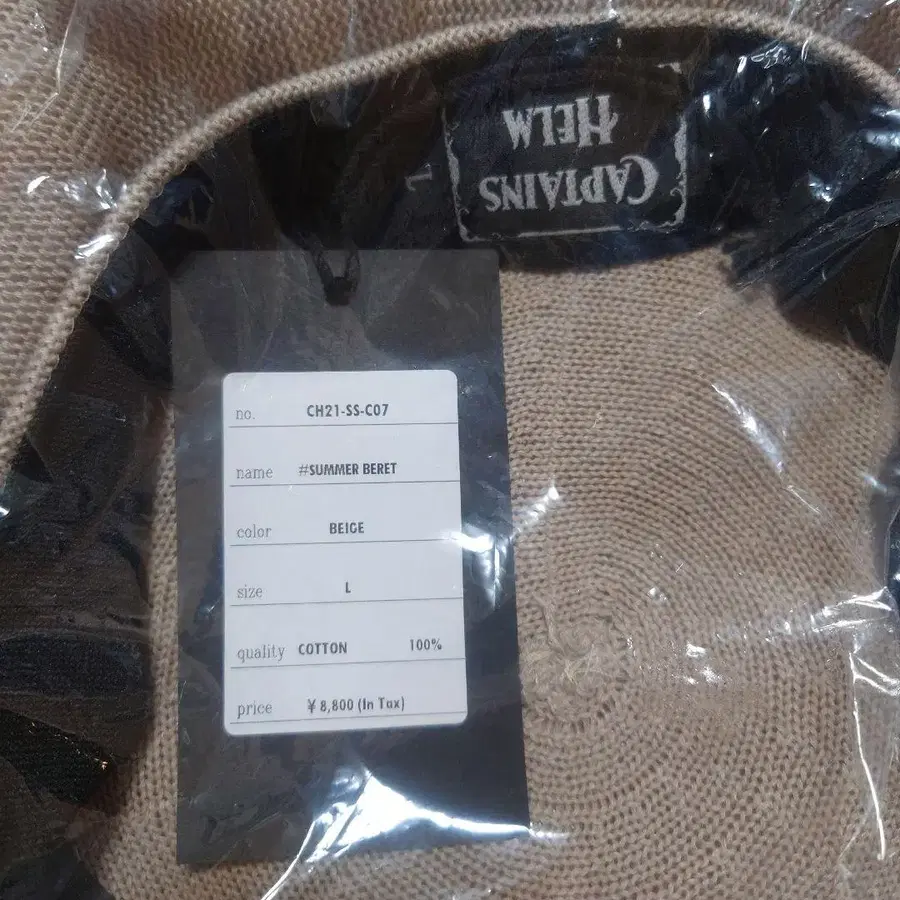 CAPTAINS
HELM
L
no. CH21-SS-C07
name #SUMMER BERET
color BEIGE
size L
quality COTTON 100%
price ¥8,800 (In Tax)